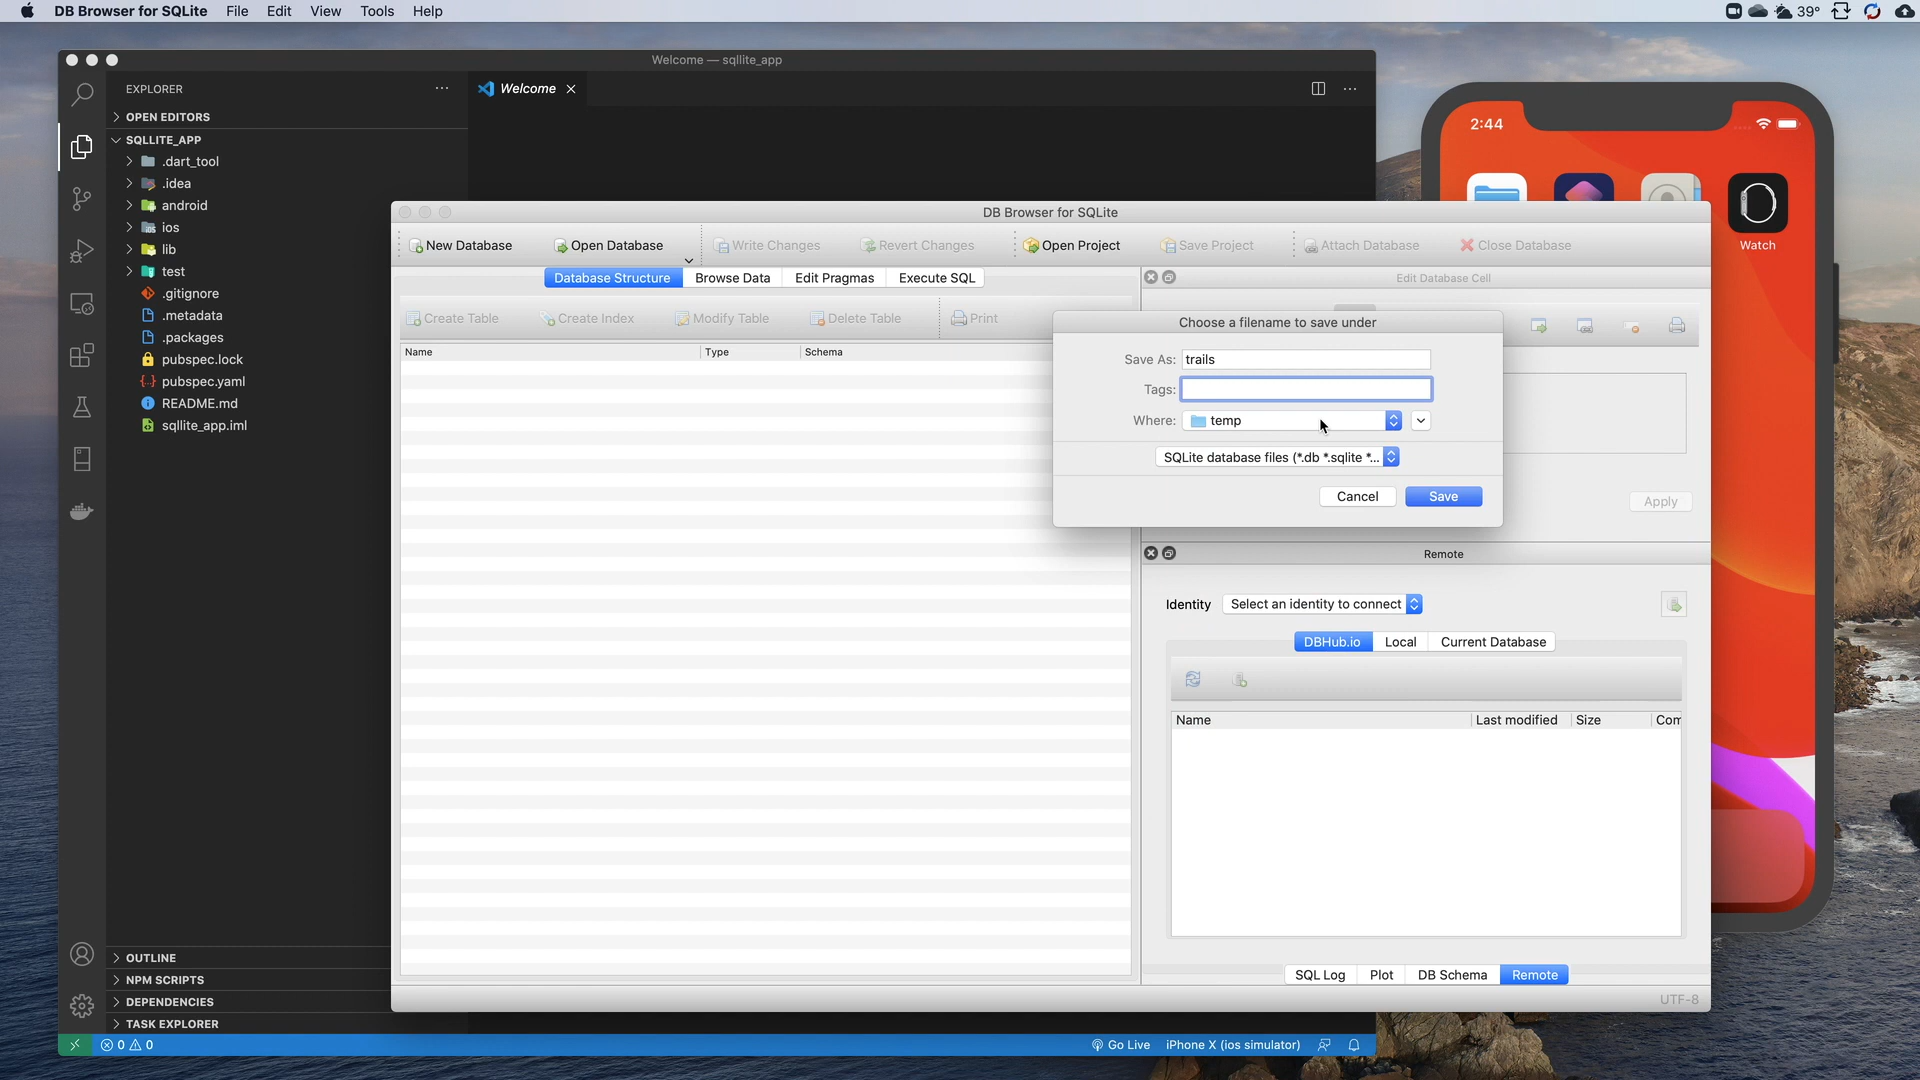 DB Browser for SQLite File Edit View Tools Help
39°
Welcome — sqllite_app
EXPLORER
Welcome
OPEN EDITORS
SQLLITE_APP
.dart_tool
.idea
android
ios
lib
test
.gitignore
.metadata
.packages
pubspec.lock
pubspec.yaml
README.md
sqllite_app.iml
OUTLINE
NPM SCRIPTS
DEPENDENCIES
TASK EXPLORER
0 0
Go Live iPhone X (ios simulator)
2:44
Watch
DB Browser for SQLite
New Database Open Database Write Changes Revert Changes Open Project Save Project Attach Database Close Database
Database Structure Browse Data Edit Pragmas Execute SQL
Create Table Create Index Modify Table Delete Table Print
Name Type Schema
Edit Database Cell
Choose a filename to save under
Save As: trails
Tags:
Where: temp
SQLite database files (*.db *.sqlite *...
Cancel Save
Apply
Remote
Identity Select an identity to connect
DBHub.io Local Current Database
Name Last modified Size Com
SQL Log Plot DB Schema Remote
UTF-8